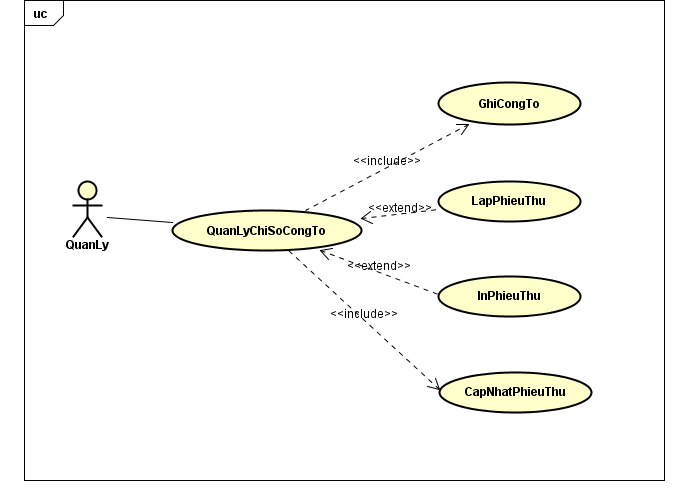 uc
GhiCongTo
<<include>>
LapPhieuThu
<<extend>>
QuanLy
QuanLyChiSoCongTo
<<extend>>
InPhieuThu
<<include>>
CapNhatPhieuThu